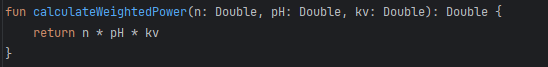 fun calculateWeightedPower(n: Double, pH: Double, kv: Double): Double {
    return n * pH * kv
}